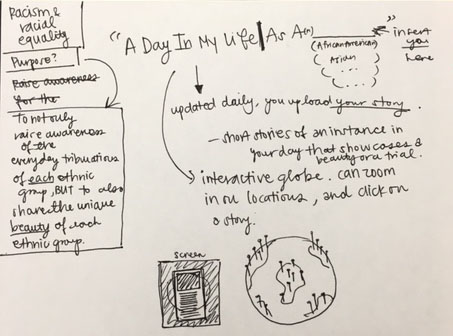 Racism &
racial
equality
Purpose?
Raise awareness
for the
To not only
raise awareness
of the
everyday tribulations
of each ethnic
group, BUT to also
share the unique
beauty of each
ethnic group.
"A Day In My Life As A(n) ______"
(African American)
Asian
...
...
insert
you
here
updated daily, you upload your story.
- short stories of an instance in
your day that showcases a
beauty or a trial.
interactive globe. can zoom
in on locations, and click on
a story.
screen